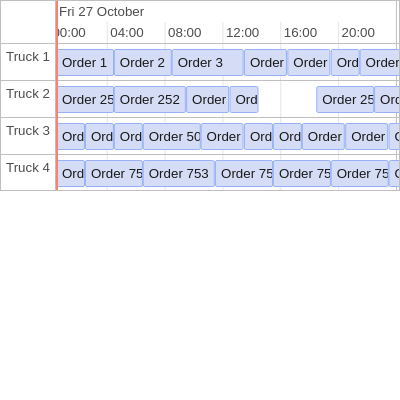 Fri 27 October
00:00 04:00 08:00 12:00 16:00 20:00
Truck 1 Order 1 Order 2 Order 3 Order Order Ord Order
Truck 2 Order 25 Order 252 Order Ord Order 25 Ord
Truck 3 Ord Ord Ord Order 50 Order Ord Ord Order Order
Truck 4 Ord Order 75 Order 753 Order 75 Order 75 Order 75